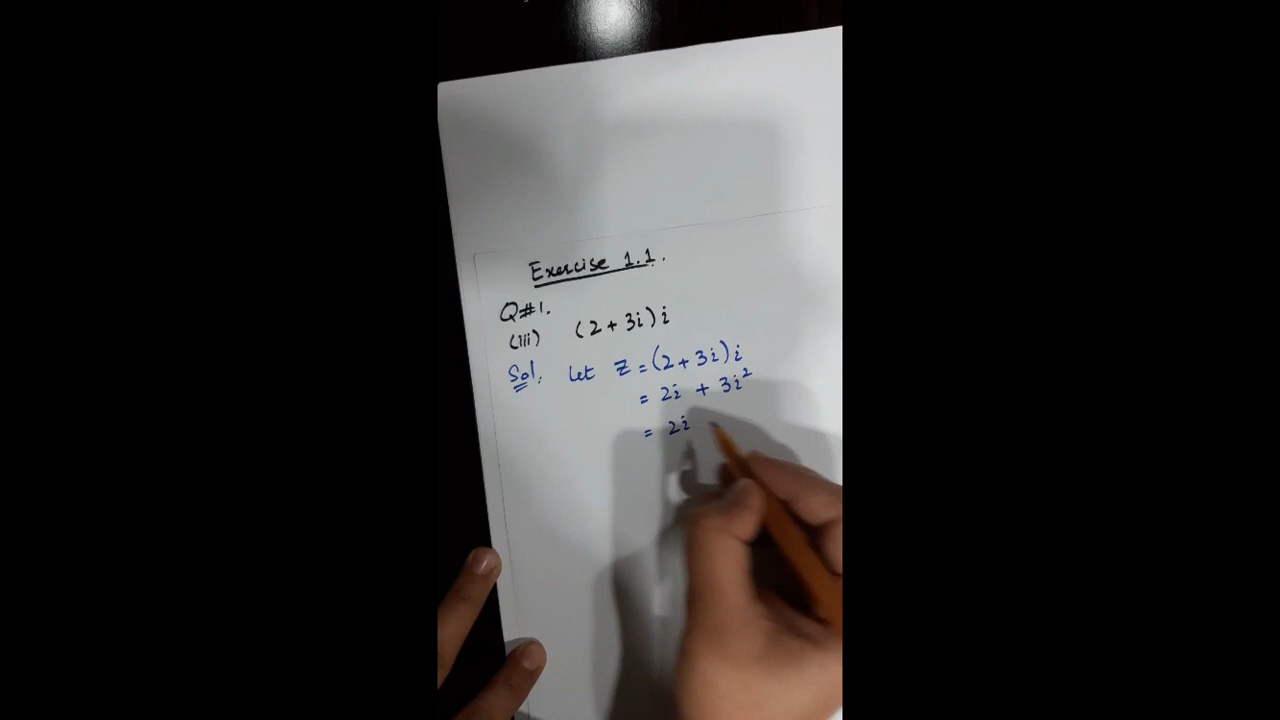 Exercise 1.1.
Q#1.
(iii) (2 + 3i) i
Sol. Let Z = (2 + 3i) i
= 2i + 3i²
= 2i